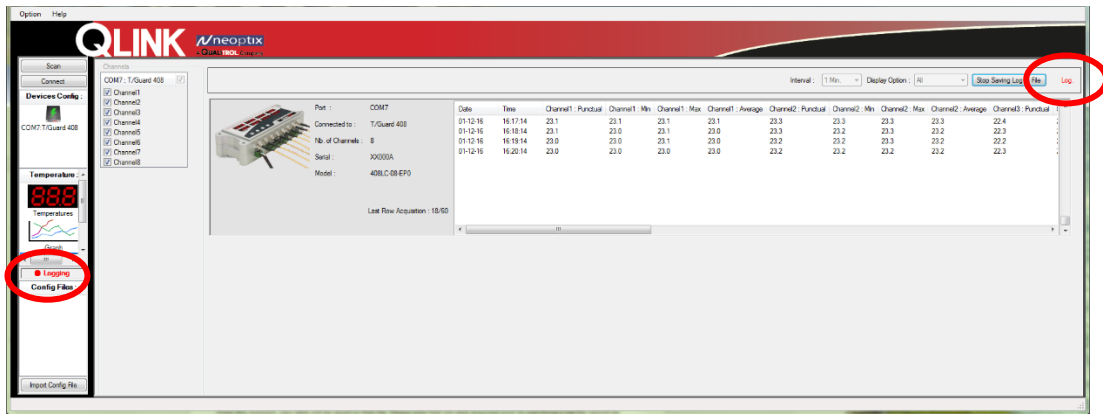 Option Help
QLINK neoptix
A QUALITROL Company
Scan
Connect
Devices Config :
COM7:T/Guard 408
Temperature :
88.8
Temperatures
Graph
Logging
Config Files :
Import Config File
Channels
COM7 : T/Guard 408
Channel1
Channel2
Channel3
Channel4
Channel5
Channel6
Channel7
Channel8
Interval : 1 Min. Display Option : All Stop Saving Log File Log.
Port : COM7
Connected to : T/Guard 408
Nb. of Channels : 8
Serial : XX000A
Model : 408LC-08-EP0
Last Row Acquisition : 18/60
Date Time Channel1 : Punctual Channel1 : Min Channel1 : Max Channel1 : Average Channel2 : Punctual Channel2 : Min Channel2 : Max Channel2 : Average Channel3 : Punctual
01-12-16 16:17:14 23.1 23.1 23.1 23.1 23.3 23.3 23.3 23.3 22.4
01-12-16 16:18:14 23.1 23.0 23.1 23.0 23.3 23.2 23.3 23.2 22.3
01-12-16 16:19:14 23.0 23.0 23.1 23.0 23.2 23.2 23.3 23.2 22.2
01-12-16 16:20:14 23.0 23.0 23.0 23.0 23.2 23.2 23.2 23.2 22.3